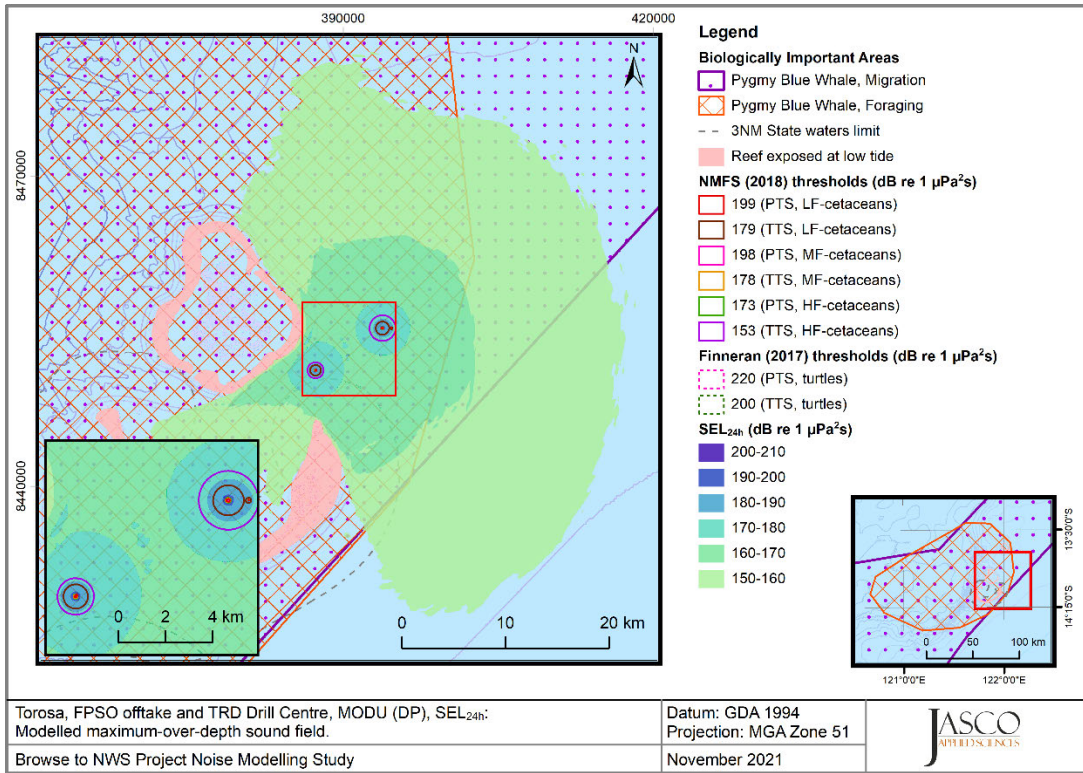 390000
420000
8470000
8440000
N
0 2 4 km
0 10 20 km
Legend
Biologically Important Areas
Pygmy Blue Whale, Migration
Pygmy Blue Whale, Foraging
3NM State waters limit
Reef exposed at low tide
NMFS (2018) thresholds (dB re 1 µPa²s)
199 (PTS, LF-cetaceans)
179 (TTS, LF-cetaceans)
198 (PTS, MF-cetaceans)
178 (TTS, MF-cetaceans)
173 (PTS, HF-cetaceans)
153 (TTS, HF-cetaceans)
Finneran (2017) thresholds (dB re 1 µPa²s)
220 (PTS, turtles)
200 (TTS, turtles)
SEL24h (dB re 1 µPa²s)
200-210
190-200
180-190
170-180
160-170
150-160
13°30'0"S
14°15'0"S
0 50 100 km
121°0'0"E 122°0'0"E
Torosa, FPSO offtake and TRD Drill Centre, MODU (DP), SEL24h:
Modelled maximum-over-depth sound field.
Browse to NWS Project Noise Modelling Study
Datum: GDA 1994
Projection: MGA Zone 51
November 2021
JASCO
APPLIED SCIENCES